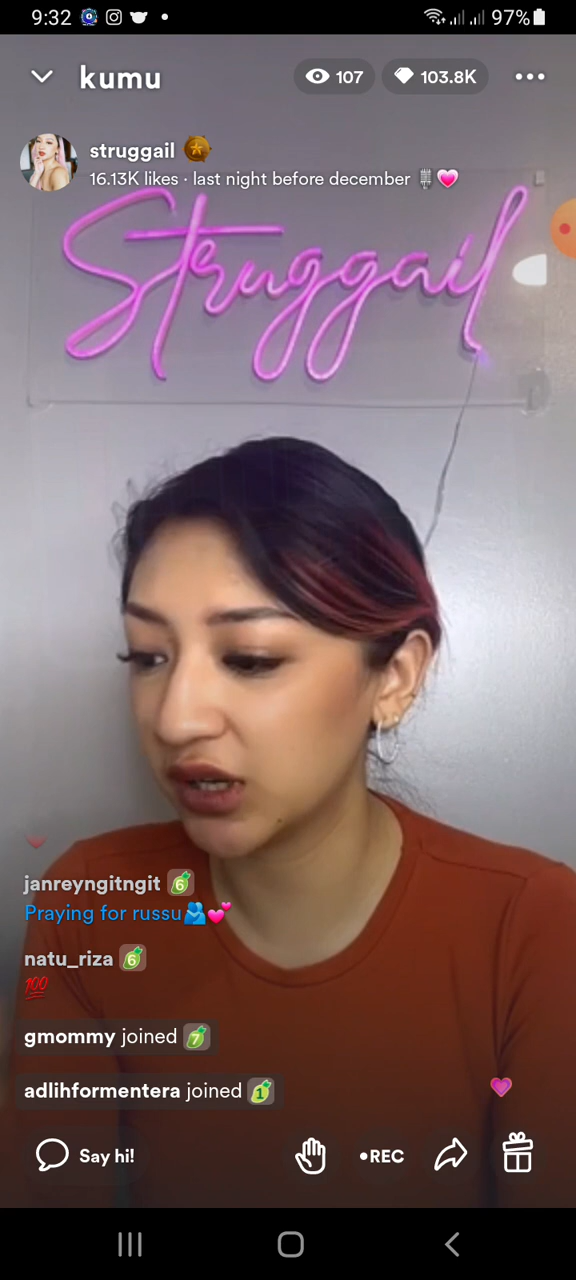 9:32
97%
kumu
107
103.8K
struggail
16.13K likes · last night before december 🎙️💗
Struggail
janreyngitngit 6
Praying for russu🫂💕
natu_riza 6
💯
gmommy joined 7
adlihformentera joined 1
Say hi!
•REC